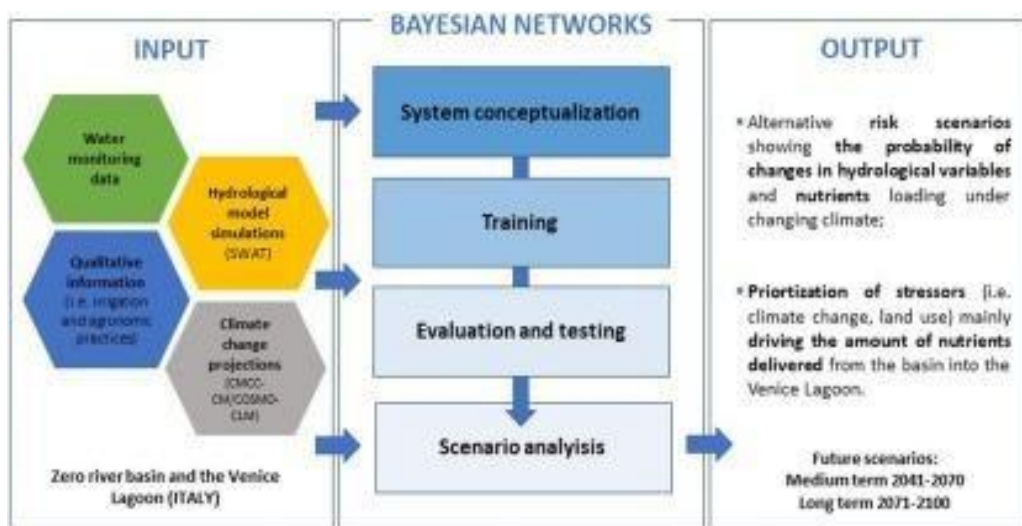 INPUT
Water
monitoring
data
Hydrological
model
simulations
(SWAT)
Qualitative
information
(i.e. irrigation
and agronomic
practices)
Climate
change
projections
(CMCC-
CM/COSMO-
CLM)
Zero river basin and the Venice
Lagoon (ITALY)
BAYESIAN NETWORKS
System conceptualization
Training
Evaluation and testing
Scenario analyisis
OUTPUT
• Alternative risk scenarios
showing the probability of
changes in hydrological variables
and nutrients loading under
changing climate;
• Priortization of stressors (i.e.
climate change, land use) mainly
driving the amount of nutrients
delivered from the basin into the
Venice Lagoon.
Future scenarios:
Medium term 2041-2070
Long term 2071-2100